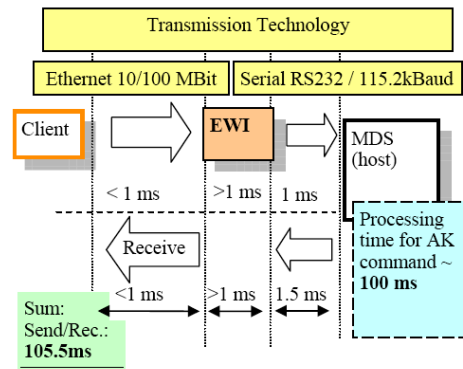 Transmission Technology
Ethernet 10/100 MBit
Serial RS232 / 115.2kBaud
Client
EWI
MDS
(host)
< 1 ms
>1 ms
1 ms
Receive
Processing
time for AK
command ~
100 ms
<1 ms
>1 ms
1.5 ms
Sum:
Send/Rec.:
105.5ms